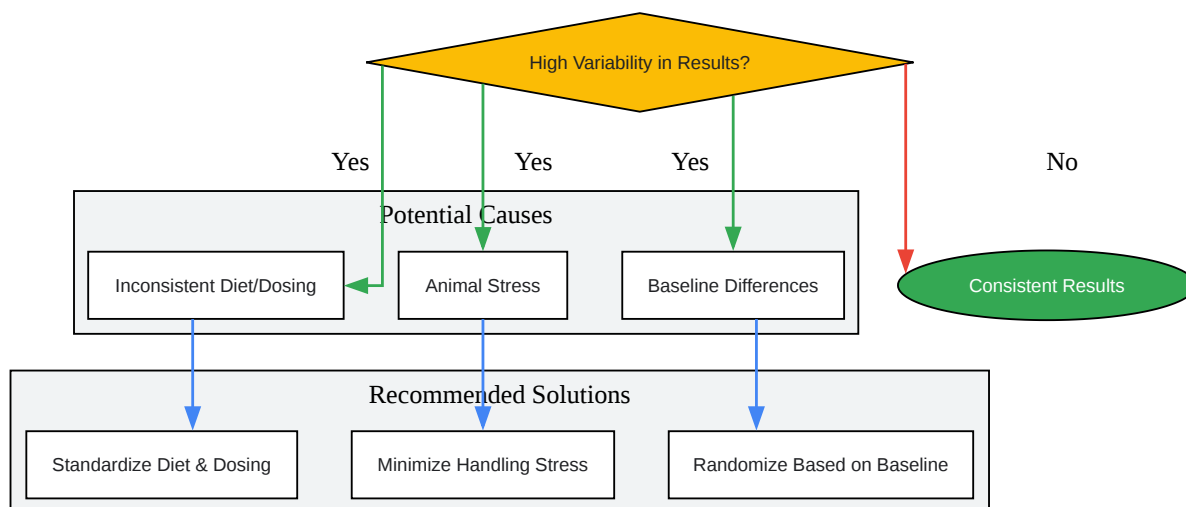 High Variability in Results?
Yes
Yes
Yes
No
Potential Causes
Inconsistent Diet/Dosing
Animal Stress
Baseline Differences
Consistent Results
Recommended Solutions
Standardize Diet & Dosing
Minimize Handling Stress
Randomize Based on Baseline